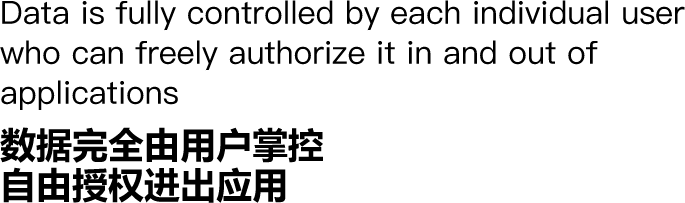 Data is fully controlled by each individual user
who can freely authorize it in and out of
applications
数据完全由用户掌控
自由授权进出应用